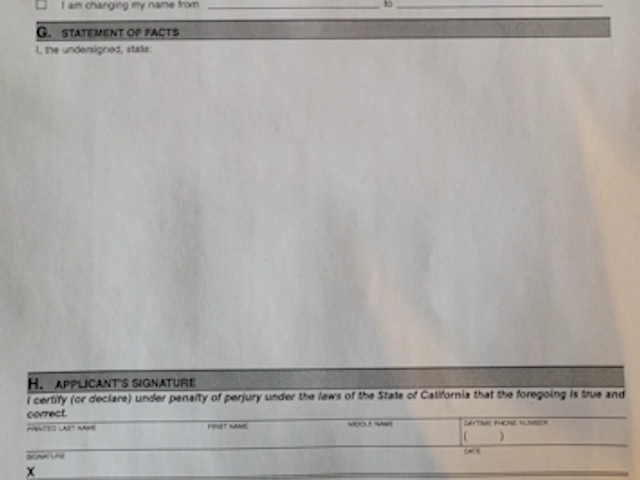 I am changing my name from to
G. STATEMENT OF FACTS
I, the undersigned, state:
H. APPLICANT'S SIGNATURE
I certify (or declare) under penalty of perjury under the laws of the State of California that the foregoing is true and
correct.
PRINTED LAST NAME FIRST NAME MIDDLE NAME DAYTIME PHONE NUMBER
( )
SIGNATURE DATE
X